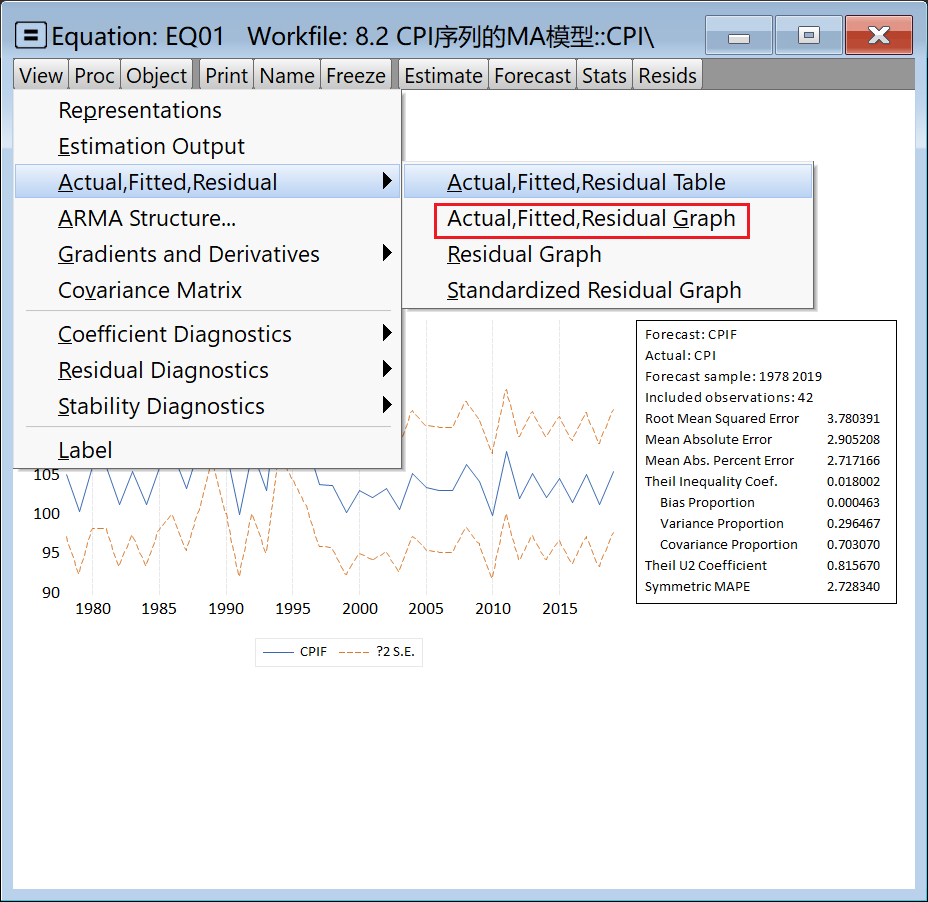 Equation: EQ01 Workfile: 8.2 CPI序列的MA模型::CPI\
View Proc Object Print Name Freeze Estimate Forecast Stats Resids
Representations
Estimation Output
Actual,Fitted,Residual
ARMA Structure...
Gradients and Derivatives
Covariance Matrix
Coefficient Diagnostics
Residual Diagnostics
Stability Diagnostics
Label
Actual,Fitted,Residual Table
Actual,Fitted,Residual Graph
Residual Graph
Standardized Residual Graph
105
100
95
90
1980 1985 1990 1995 2000 2005 2010 2015
CPIF ?2 S.E.
Forecast: CPIF
Actual: CPI
Forecast sample: 1978 2019
Included observations: 42
Root Mean Squared Error 3.780391
Mean Absolute Error 2.905208
Mean Abs. Percent Error 2.717166
Theil Inequality Coef. 0.018002
Bias Proportion 0.000463
Variance Proportion 0.296467
Covariance Proportion 0.703070
Theil U2 Coefficient 0.815670
Symmetric MAPE 2.728340